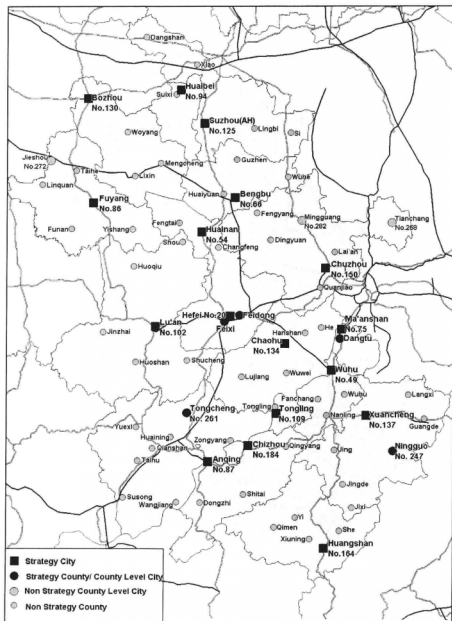 Dangshan
Xiao
Huaibei
No.94
Suixi
Bozhou
No.130
Suzhou(AH)
No.125
Lingbi
Si
Woyang
Guzhen
Jieshou
No.272
Taihe
Mengcheng
Lixin
Wuhe
Linquan
Huaiyuan
Bengbu
No.66
Fuyang
No.86
Fengyang
Mingguang
No.282
Tianchang
No.268
Funan
Yishang
Fengtai
Huainan
No.54
Shou
Changfeng
Dingyuan
Lai'an
Huoqiu
Chuzhou
No.150
Quanjiao
Hefei No.20
Feidong
Feixi
Lu'an
No.102
Jinzhai
Ma'anshan
No.75
He
Hanshan
Dangtu
Chaohu
No.134
Huoshan
Shucheng
Lujiang
Wuwei
Wuhu
No.49
Fanchang
Wuhu
Langxi
Tongcheng
No. 261
Tongling
Tongling
No.109
Nanling
Xuancheng
No.137
Guangde
Yuexi
Huaining
Qianshan
Zongyang
Chizhou
No.184
Qingyang
Jing
Ningguo
No. 247
Taihu
Anqing
No.87
Susong
Wangjiang
Dongzhi
Shitai
Jingde
Jixi
Yi
Qimen
She
Xiuning
Huangshan
No.164
Strategy City
Strategy County/ County Level City
Non Strategy County Level City
Non Strategy County